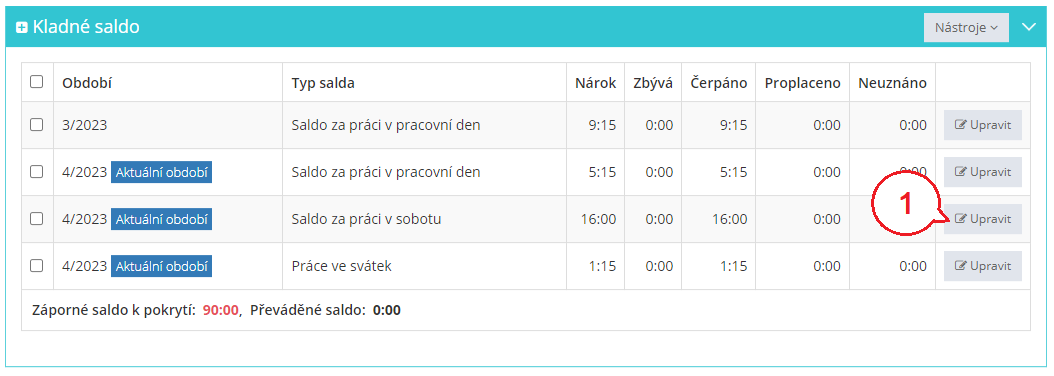 Kladné saldo Nástroje
Období Typ salda Nárok Zbývá Čerpáno Proplaceno Neuznáno
3/2023 Saldo za práci v pracovní den 9:15 0:00 9:15 0:00 0:00 Upravit
4/2023 Aktuální období Saldo za práci v pracovní den 5:15 0:00 5:15 0:00 0:00 Upravit
4/2023 Aktuální období Saldo za práci v sobotu 16:00 0:00 16:00 0:00 1 Upravit
4/2023 Aktuální období Práce ve svátek 1:15 0:00 1:15 0:00 0:00 Upravit
Záporné saldo k pokrytí: 90:00, Převáděné saldo: 0:00